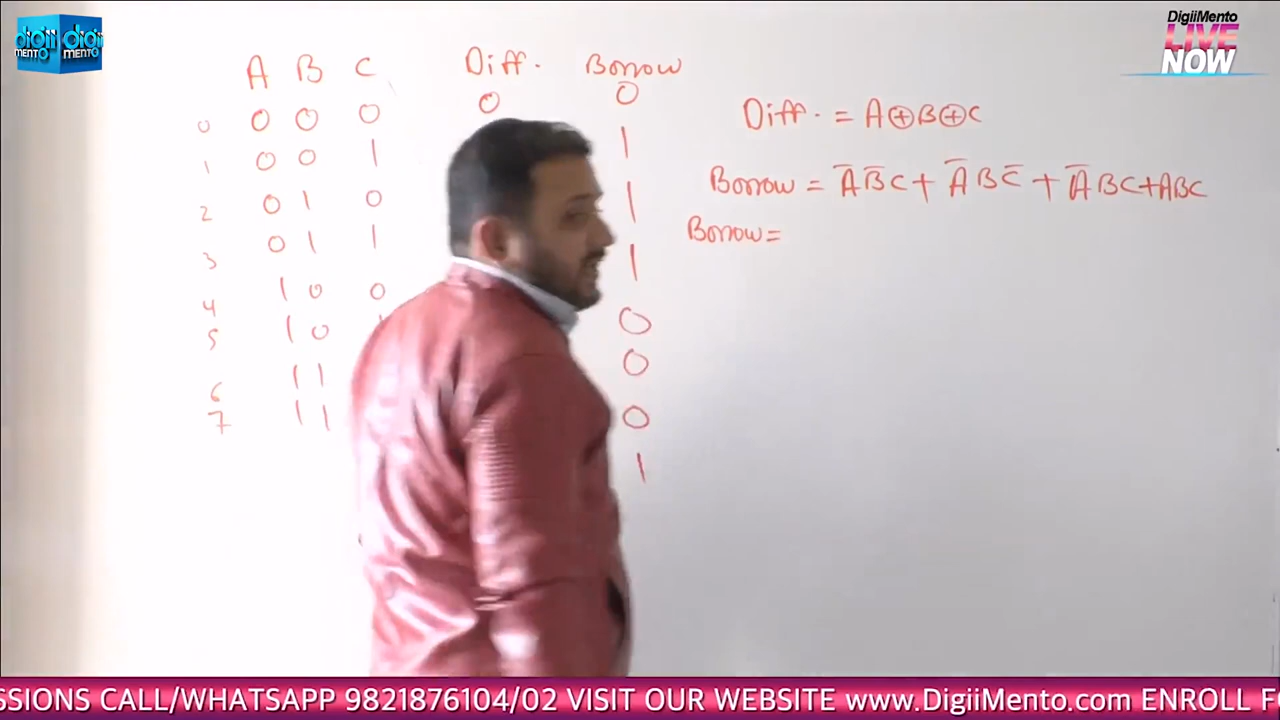 digii MENTO digii MENTO
DigiiMento
LIVE
NOW
A B C Diff. Borrow
0 0 0 0 0 0
1 0 0 1 1
2 0 1 0 1
3 0 1 1 1
4 1 0 0 0
5 1 0 0
6 1 1 0
7 1 1 1
Diff. = A⊕B⊕C
Borrow = A̅ B̅ C + A̅ B C̅ + A̅ B C + ABC
Borrow =
SSIONS CALL/WHATSAPP 9821876104/02 VISIT OUR WEBSITE www.DigiiMento.com ENROLL F